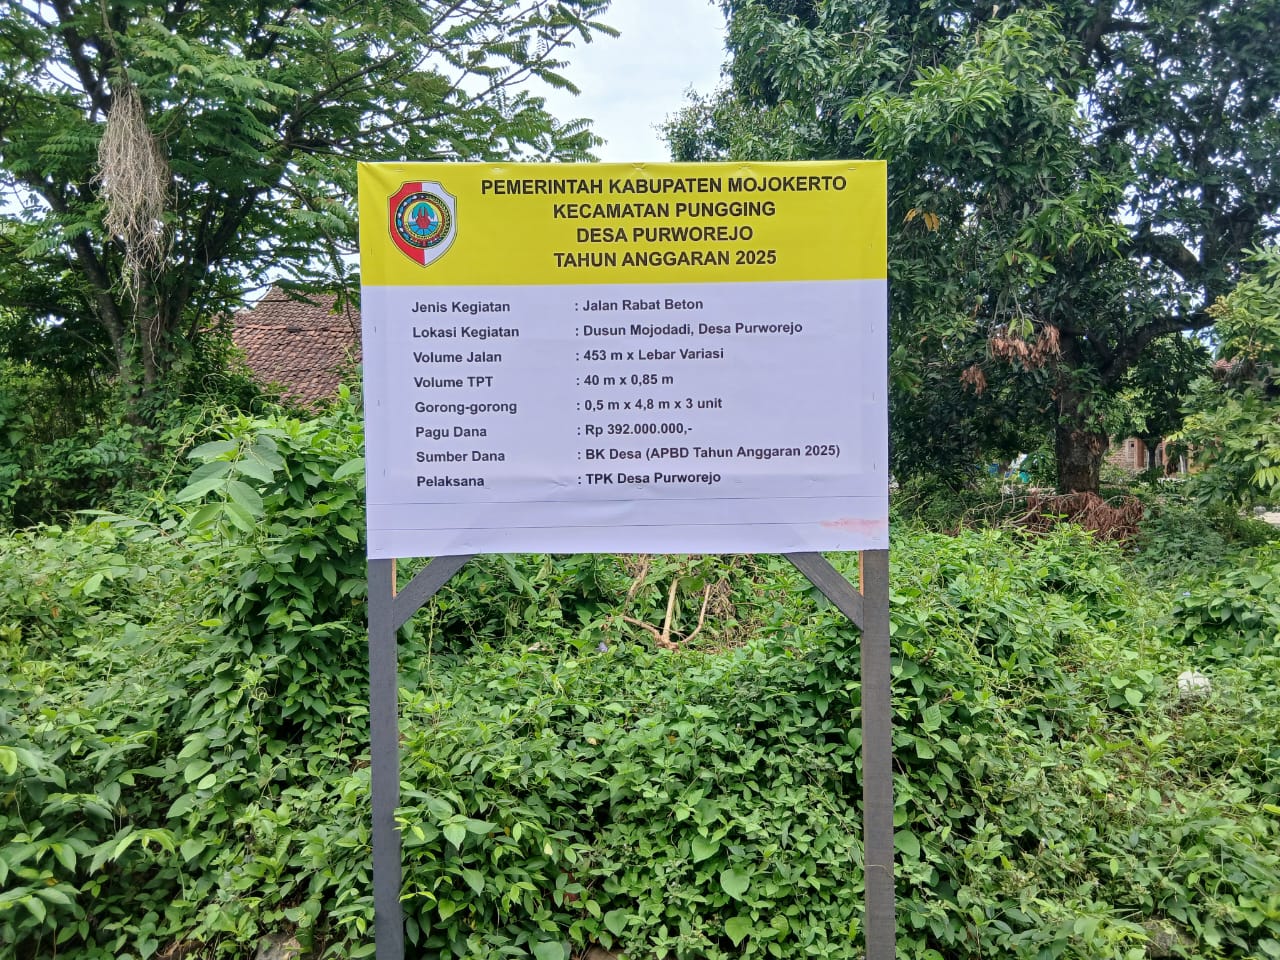 PEMERINTAH KABUPATEN MOJOKERTO
KECAMATAN PUNGGING
DESA PURWOREJO
TAHUN ANGGARAN 2025
Jenis Kegiatan : Jalan Rabat Beton
Lokasi Kegiatan : Dusun Mojodadi, Desa Purworejo
Volume Jalan : 453 m x Lebar Variasi
Volume TPT : 40 m x 0,85 m
Gorong-gorong : 0,5 m x 4,8 m x 3 unit
Pagu Dana : Rp 392.000.000,-
Sumber Dana : BK Desa (APBD Tahun Anggaran 2025)
Pelaksana : TPK Desa Purworejo